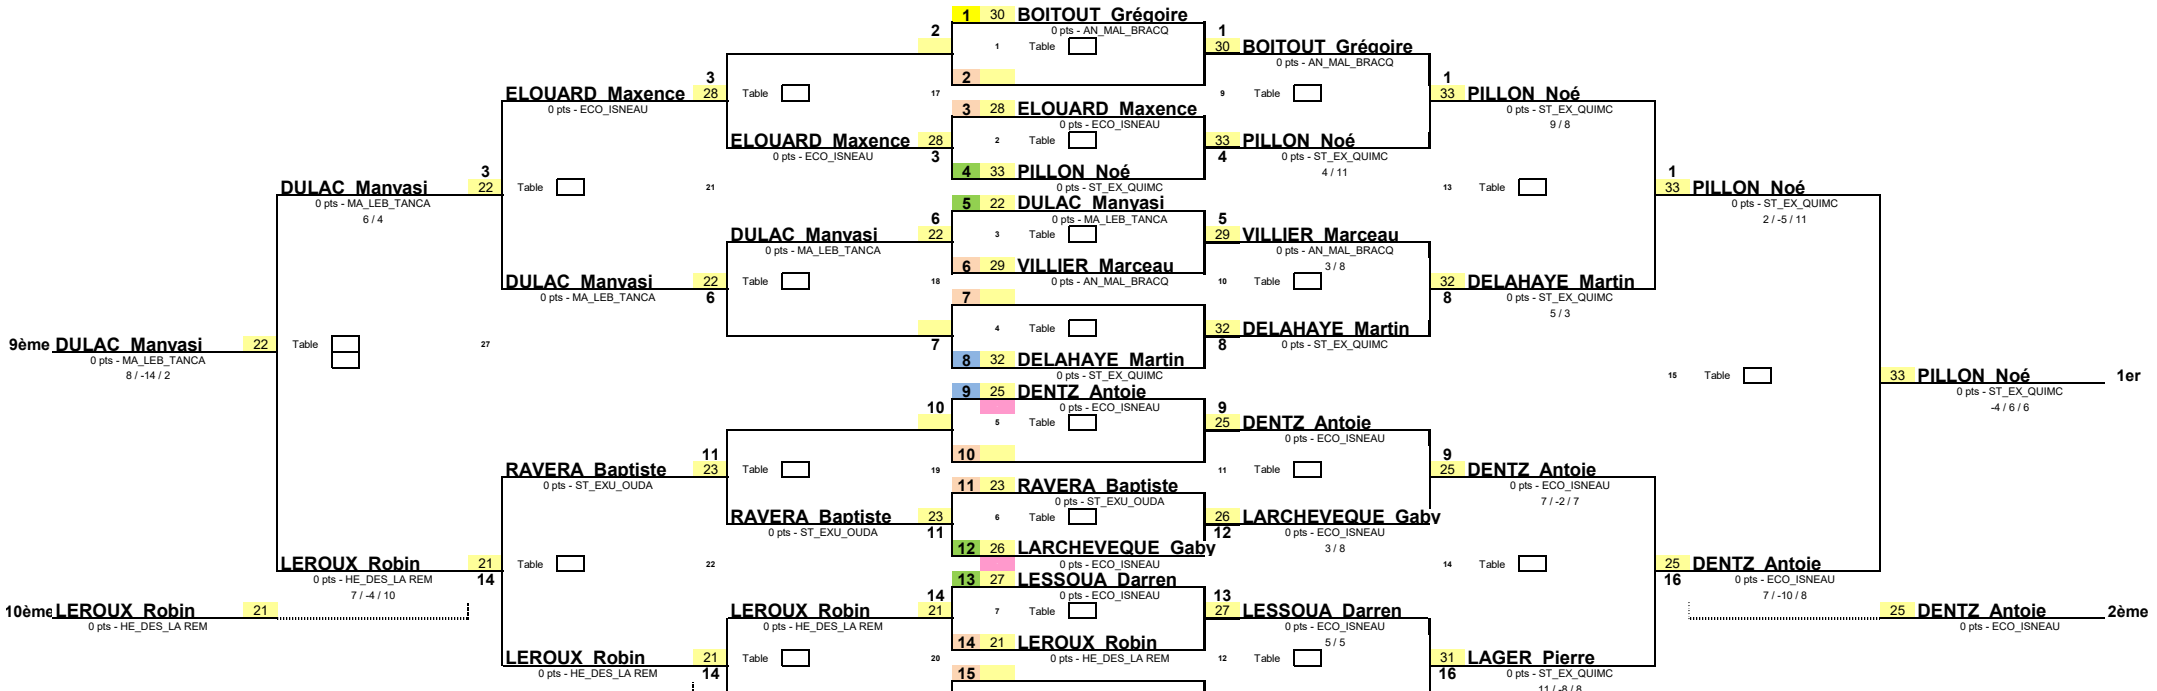 1 30 BOITOUT Grégoire
2 0 pts - AN_MAL_BRACQ 1
1 Table 30 BOITOUT Grégoire
0 pts - AN_MAL_BRACQ
3 2 1
ELOUARD Maxence 28 Table 17 9 Table 33 PILLON Noé
0 pts - ECO_ISNEAU 3 28 ELOUARD Maxence 0 pts - ST_EX_QUIMC
0 pts - ECO_ISNEAU 9 / 8
ELOUARD Maxence 28 2 Table 33 PILLON Noé
0 pts - ECO_ISNEAU 3 4 0 pts - ST_EX_QUIMC
3 4 33 PILLON Noé 4 / 11 1
DULAC Manyasi 22 Table 21 0 pts - ST_EX_QUIMC 13 Table 33 PILLON Noé
0 pts - MA_LEB_TANCA 5 22 DULAC Manyasi 0 pts - ST_EX_QUIMC
6 / 4 6 0 pts - MA_LEB_TANCA 5 2 / -5 / 11
DULAC Manyasi 22 3 Table 29 VILLIER Marceau
0 pts - MA_LEB_TANCA 0 pts - AN_MAL_BRACQ
6 29 VILLIER Marceau 3 / 8
DULAC Manyasi 22 Table 18 0 pts - AN_MAL_BRACQ 10 Table 32 DELAHAYE Martin
0 pts - MA_LEB_TANCA 6 7 8 0 pts - ST_EX_QUIMC
5 / 3
4 Table 32 DELAHAYE Martin
9ème DULAC Manyasi 22 Table 27 7 8 0 pts - ST_EX_QUIMC
0 pts - MA_LEB_TANCA 8 32 DELAHAYE Martin
8 / -14 / 2 0 pts - ST_EX_QUIMC 15 Table 33 PILLON Noé 1er
9 25 DENTZ Antoie 0 pts - ST_EX_QUIMC
10 0 pts - ECO_ISNEAU 9 -4 / 6 / 6
5 Table 25 DENTZ Antoie
0 pts - ECO_ISNEAU
11 10 9
RAVERA Baptiste 23 Table 19 11 Table 25 DENTZ Antoie
0 pts - ST_EXU_OUDA 11 23 RAVERA Baptiste 0 pts - ECO_ISNEAU
0 pts - ST_EXU_OUDA 7 / -2 / 7
RAVERA Baptiste 23 6 Table 26 LARCHEVEQUE Gaby
0 pts - ST_EXU_OUDA 11 12 0 pts - ECO_ISNEAU
12 26 LARCHEVEQUE Gaby 3 / 8
LEROUX Robin 21 Table 22 0 pts - ECO_ISNEAU 14 Table 25 DENTZ Antoie
0 pts - HE_DES_LA REM 14 13 27 LESSOUA Darren 16 0 pts - ECO_ISNEAU
7 / -4 / 10 14 0 pts - ECO_ISNEAU 13 7 / -10 / 8
10ème LEROUX Robin 21 LEROUX Robin 21 7 Table 27 LESSOUA Darren 25 DENTZ Antoie 2ème
0 pts - HE_DES_LA REM 0 pts - HE_DES_LA REM 0 pts - ECO_ISNEAU 0 pts - ECO_ISNEAU
14 21 LEROUX Robin 5 / 5
LEROUX Robin 21 Table 20 0 pts - HE_DES_LA REM 12 Table 31 LAGER Pierre
0 pts - HE_DES_LA REM 14 15 16 0 pts - ST_EX_QUIMC
11 / -8 / 8